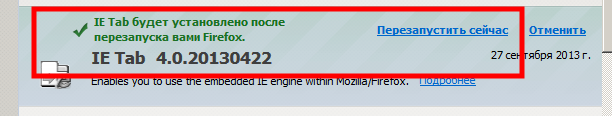 IE Tab будет установлено после
перезапуска вами Firefox.
Перезапустить сейчас Отменить
IE Tab 4.0.20130422 27 сентября 2013 г.
Enables you to use the embedded IE engine within Mozilla/Firefox. Подробнее